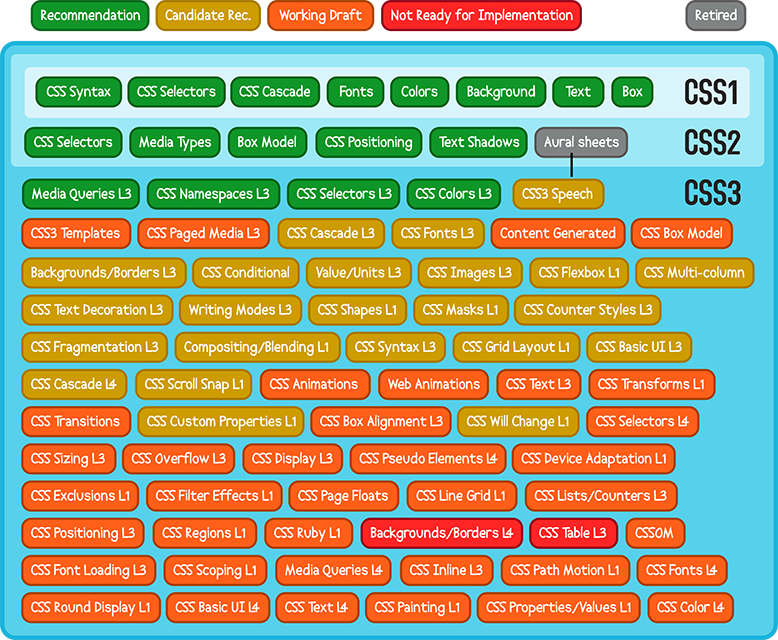 Recommendation Candidate Rec. Working Draft Not Ready for Implementation Retired
CSS Syntax CSS Selectors CSS Cascade Fonts Colors Background Text Box CSS1
CSS Selectors Media Types Box Model CSS Positioning Text Shadows Aural sheets CSS2
Media Queries L3 CSS Namespaces L3 CSS Selectors L3 CSS Colors L3 CSS3 Speech CSS3
CSS3 Templates CSS Paged Media L3 CSS Cascade L3 CSS Fonts L3 Content Generated CSS Box Model
Backgrounds/Borders L3 CSS Conditional Value/Units L3 CSS Images L3 CSS Flexbox L1 CSS Multi-column
CSS Text Decoration L3 Writing Modes L3 CSS Shapes L1 CSS Masks L1 CSS Counter Styles L3
CSS Fragmentation L3 Compositing/Blending L1 CSS Syntax L3 CSS Grid Layout L1 CSS Basic UI L3
CSS Cascade L4 CSS Scroll Snap L1 CSS Animations Web Animations CSS Text L3 CSS Transforms L1
CSS Transitions CSS Custom Properties L1 CSS Box Alignment L3 CSS Will Change L1 CSS Selectors L4
CSS Sizing L3 CSS Overflow L3 CSS Display L3 CSS Pseudo Elements L4 CSS Device Adaptation L1
CSS Exclusions L1 CSS Filter Effects L1 CSS Page Floats CSS Line Grid L1 CSS Lists/Counters L3
CSS Positioning L3 CSS Regions L1 CSS Ruby L1 Backgrounds/Borders L4 CSS Table L3 CSSOM
CSS Font Loading L3 CSS Scoping L1 Media Queries L4 CSS Inline L3 CSS Path Motion L1 CSS Fonts L4
CSS Round Display L1 CSS Basic UI L4 CSS Text L4 CSS Painting L1 CSS Properties/Values L1 CSS Color L4